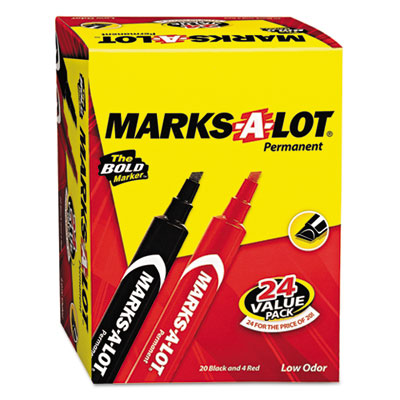 MARKS-A-LOT®
Permanent
The
BOLD
Marker™
24
VALUE
PACK
24 FOR THE PRICE OF 20!
MARKS-A-LOT
Permanent
MARKS-A-LOT
Permanent
20 Black and 4 Red
Low Odor